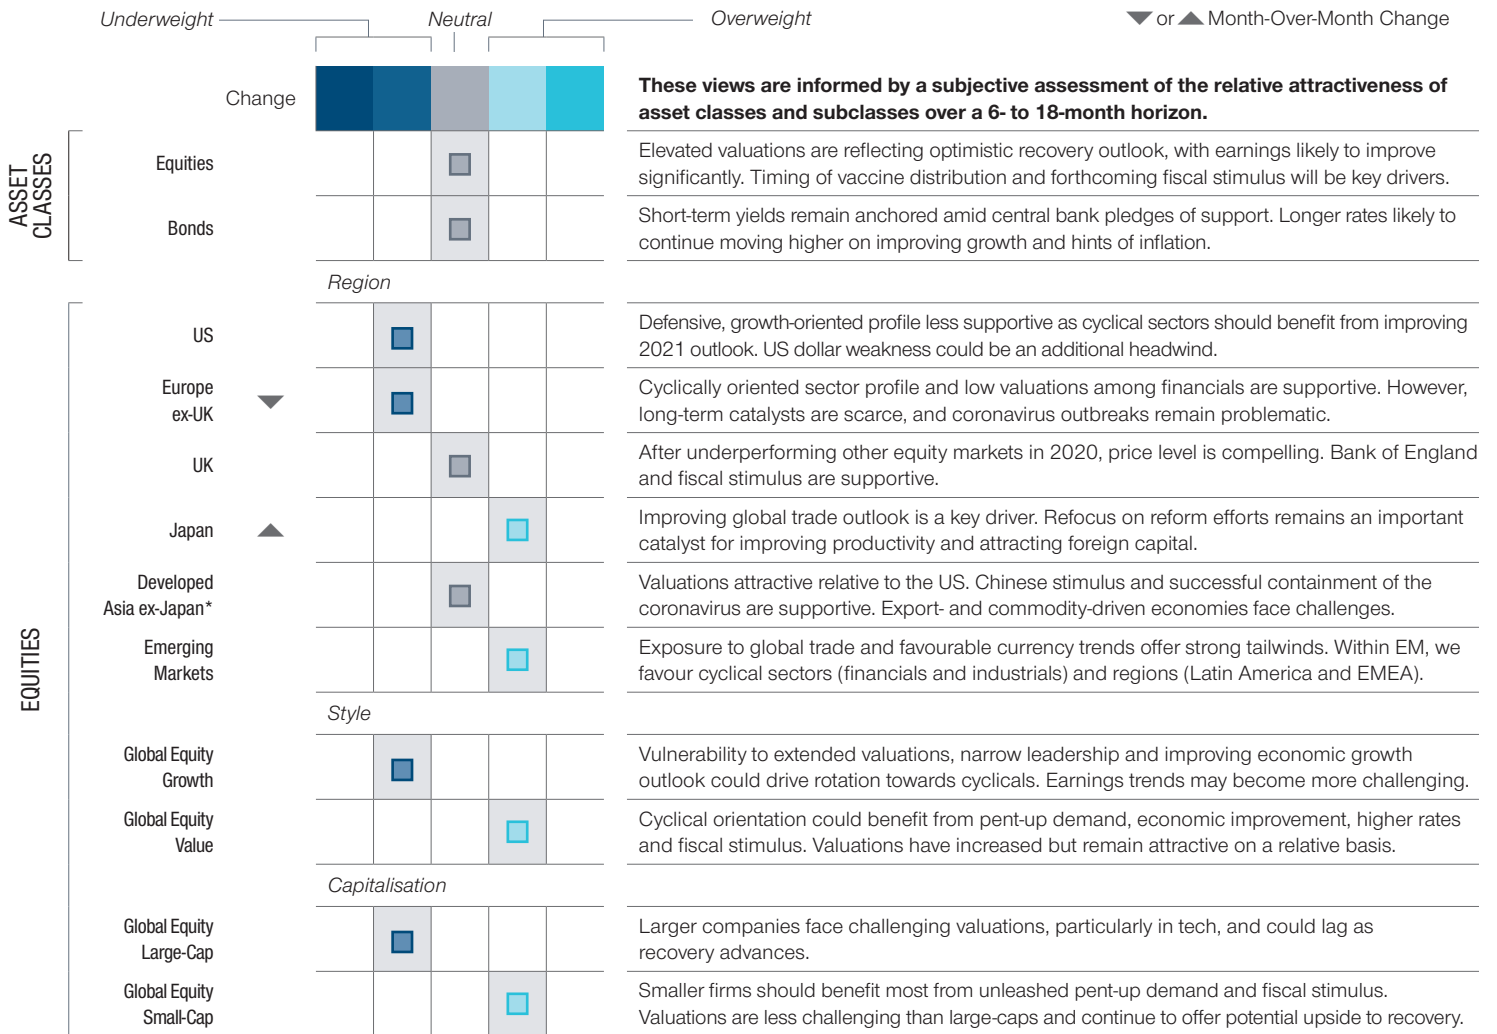 Underweight Neutral Overweight ▼ or ▲ Month-Over-Month Change
Change
These views are informed by a subjective assessment of the relative attractiveness of
asset classes and subclasses over a 6- to 18-month horizon.
ASSET
CLASSES
Equities
Elevated valuations are reflecting optimistic recovery outlook, with earnings likely to improve
significantly. Timing of vaccine distribution and forthcoming fiscal stimulus will be key drivers.
Bonds
Short-term yields remain anchored amid central bank pledges of support. Longer rates likely to
continue moving higher on improving growth and hints of inflation.
EQUITIES
Region
US
Defensive, growth-oriented profile less supportive as cyclical sectors should benefit from improving
2021 outlook. US dollar weakness could be an additional headwind.
Europe
ex-UK
▼
Cyclically oriented sector profile and low valuations among financials are supportive. However,
long-term catalysts are scarce, and coronavirus outbreaks remain problematic.
UK
After underperforming other equity markets in 2020, price level is compelling. Bank of England
and fiscal stimulus are supportive.
Japan
▲
Improving global trade outlook is a key driver. Refocus on reform efforts remains an important
catalyst for improving productivity and attracting foreign capital.
Developed
Asia ex-Japan*
Valuations attractive relative to the US. Chinese stimulus and successful containment of the
coronavirus are supportive. Export- and commodity-driven economies face challenges.
Emerging
Markets
Exposure to global trade and favourable currency trends offer strong tailwinds. Within EM, we
favour cyclical sectors (financials and industrials) and regions (Latin America and EMEA).
Style
Global Equity
Growth
Vulnerability to extended valuations, narrow leadership and improving economic growth
outlook could drive rotation towards cyclicals. Earnings trends may become more challenging.
Global Equity
Value
Cyclical orientation could benefit from pent-up demand, economic improvement, higher rates
and fiscal stimulus. Valuations have increased but remain attractive on a relative basis.
Capitalisation
Global Equity
Large-Cap
Larger companies face challenging valuations, particularly in tech, and could lag as
recovery advances.
Global Equity
Small-Cap
Smaller firms should benefit most from unleashed pent-up demand and fiscal stimulus.
Valuations are less challenging than large-caps and continue to offer potential upside to recovery.